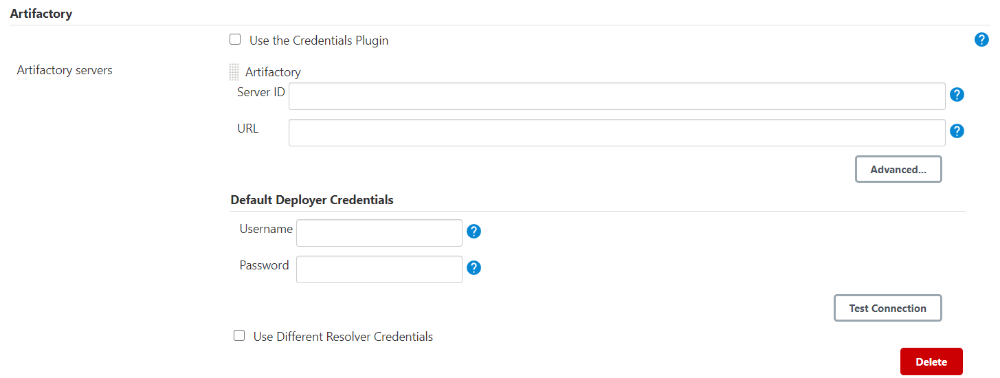 Artifactory
Use the Credentials Plugin
?
Artifactory servers
Artifactory
Server ID
?
URL
?
Advanced...
Default Deployer Credentials
Username
?
Password
?
Test Connection
Use Different Resolver Credentials
Delete